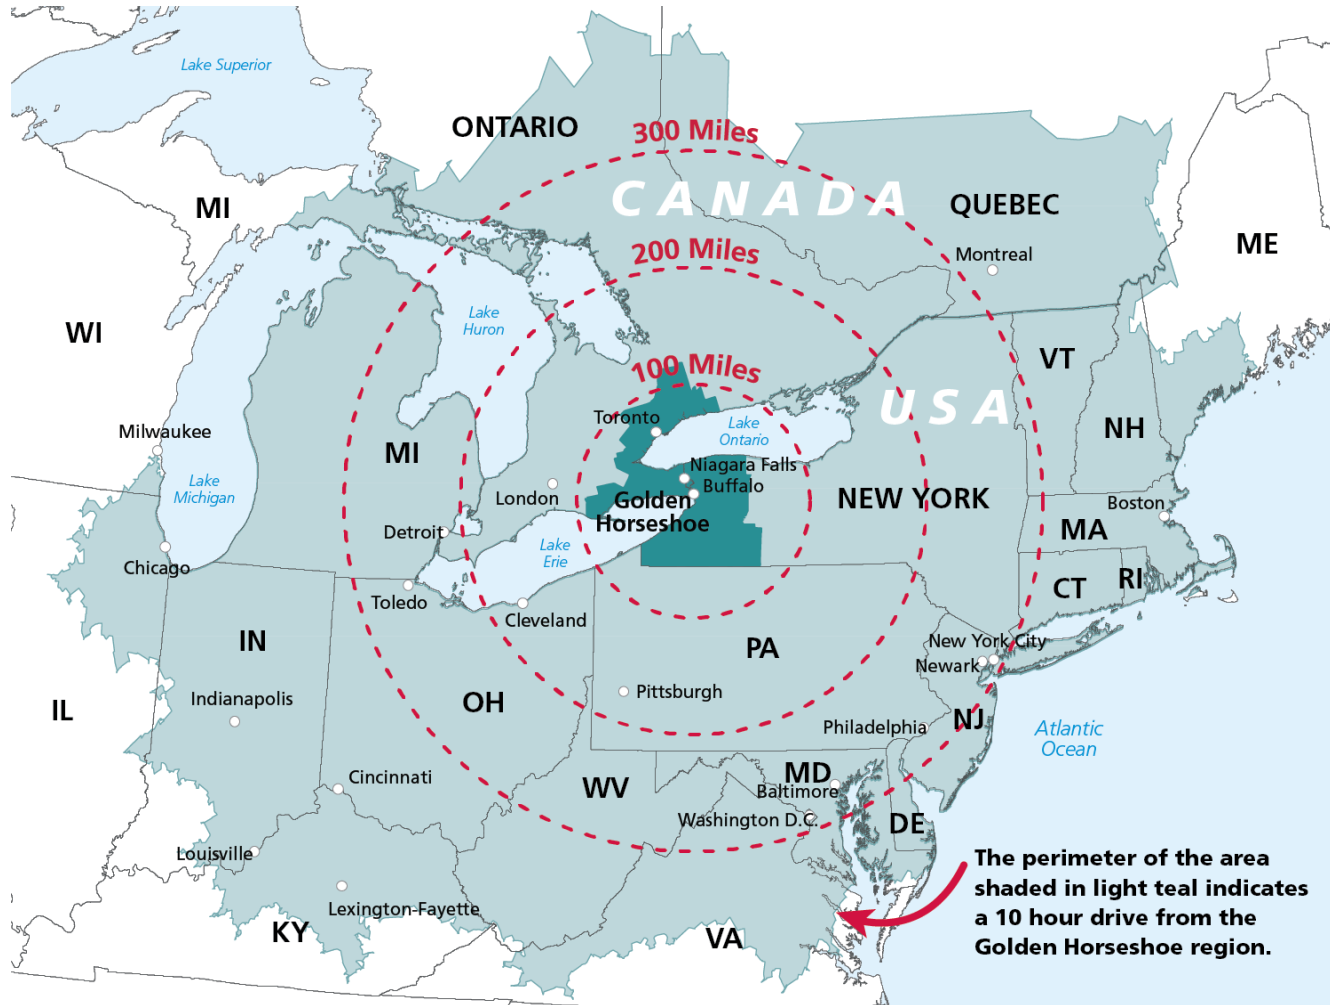 Lake Superior
ONTARIO
300 Miles
CANADA
MI
QUEBEC
ME
200 Miles
Montreal
Lake
Huron
WI
VT
100 Miles
USA
Toronto
Lake
Ontario
NH
Milwaukee
MI
Lake
Michigan
Niagara Falls
Buffalo
London
Golden
Horseshoe
NEW YORK
Boston
Detroit
MA
Lake
Erie
Chicago
CT
RI
Toledo
Cleveland
IN
PA
New York City
Newark
Indianapolis
Pittsburgh
OH
IL
Philadelphia
NJ
Atlantic
Ocean
Cincinnati
WV
MD
Baltimore
Washington D.C.
DE
Louisville
Lexington-Fayette
KY
VA
The perimeter of the area
shaded in light teal indicates
a 10 hour drive from the
Golden Horseshoe region.